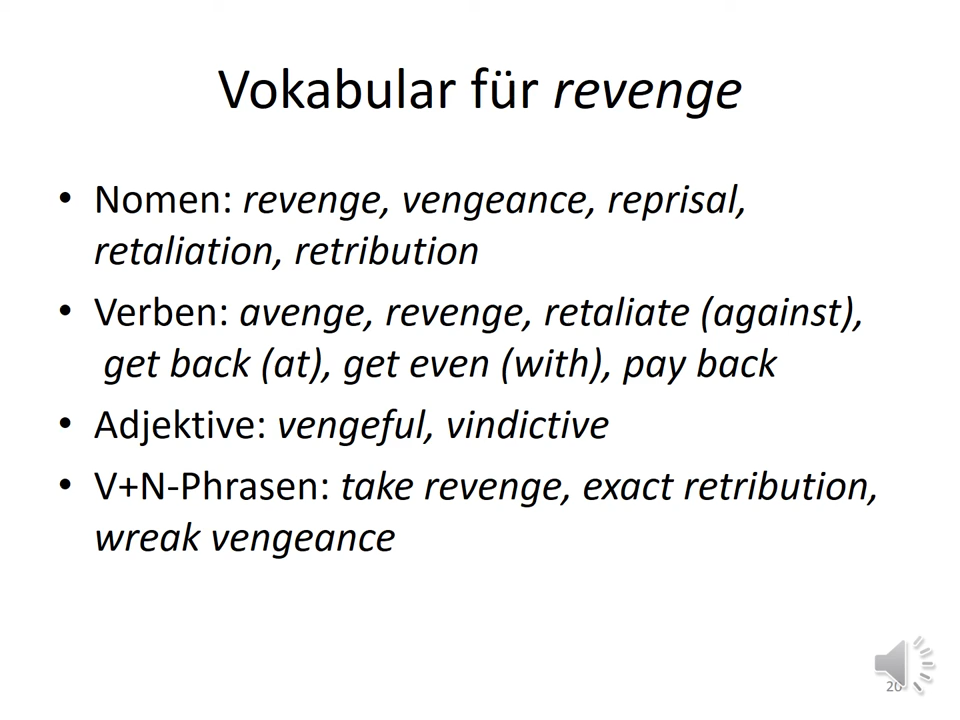 Vokabular für revenge
• Nomen: revenge, vengeance, reprisal,
retaliation, retribution
• Verben: avenge, revenge, retaliate (against),
get back (at), get even (with), pay back
• Adjektive: vengeful, vindictive
• V+N-Phrasen: take revenge, exact retribution,
wreak vengeance
20